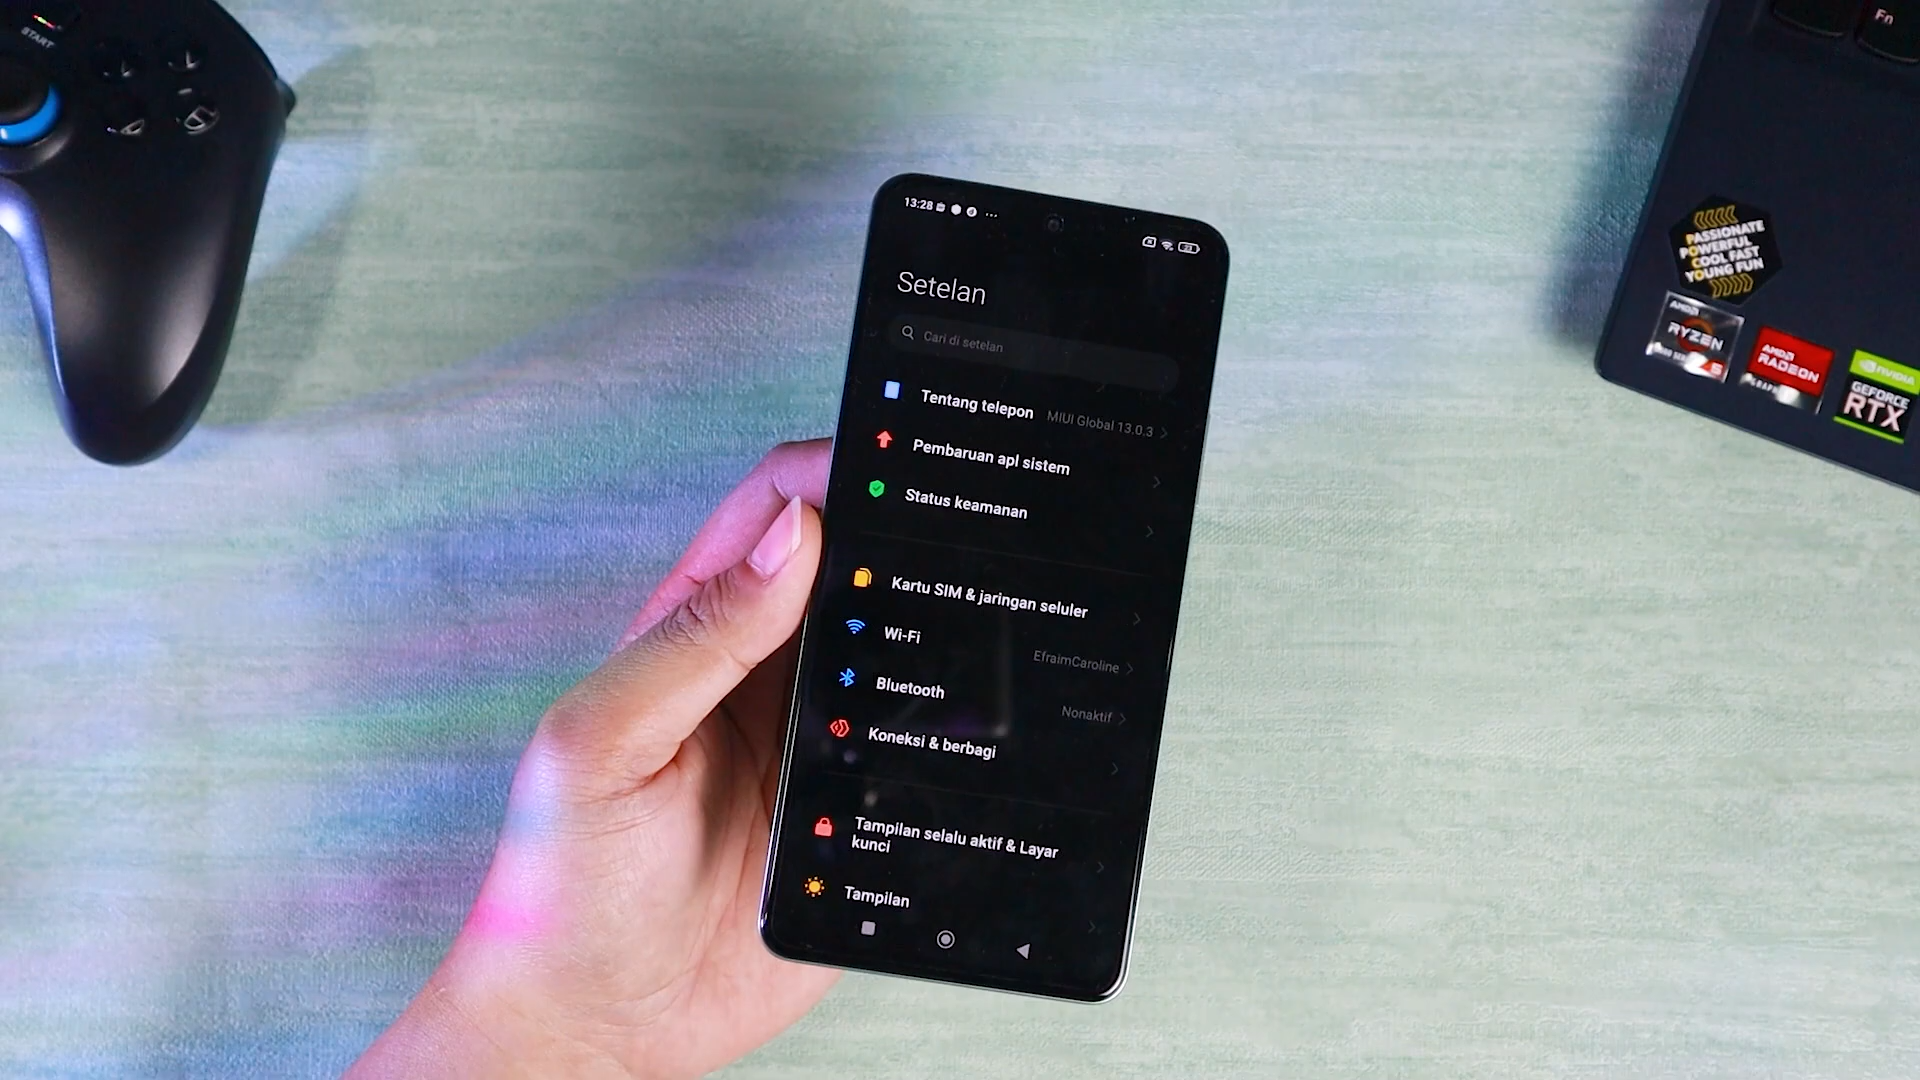 START
13:28
23
Setelan
Cari di setelan
Tentang telepon MIUI Global 13.0.3
Pembaruan apl sistem
Status keamanan
Kartu SIM & jaringan seluler
Wi-Fi EfraimCaroline
Bluetooth Nonaktif
Koneksi & berbagi
Tampilan selalu aktif & Layar
kunci
Tampilan
Fn
PASSIONATE
POWERFUL
COOL FAST
YOUNG FUN
AMD
RYZEN
AMD
RADEON
NVIDIA
GEFORCE
RTX